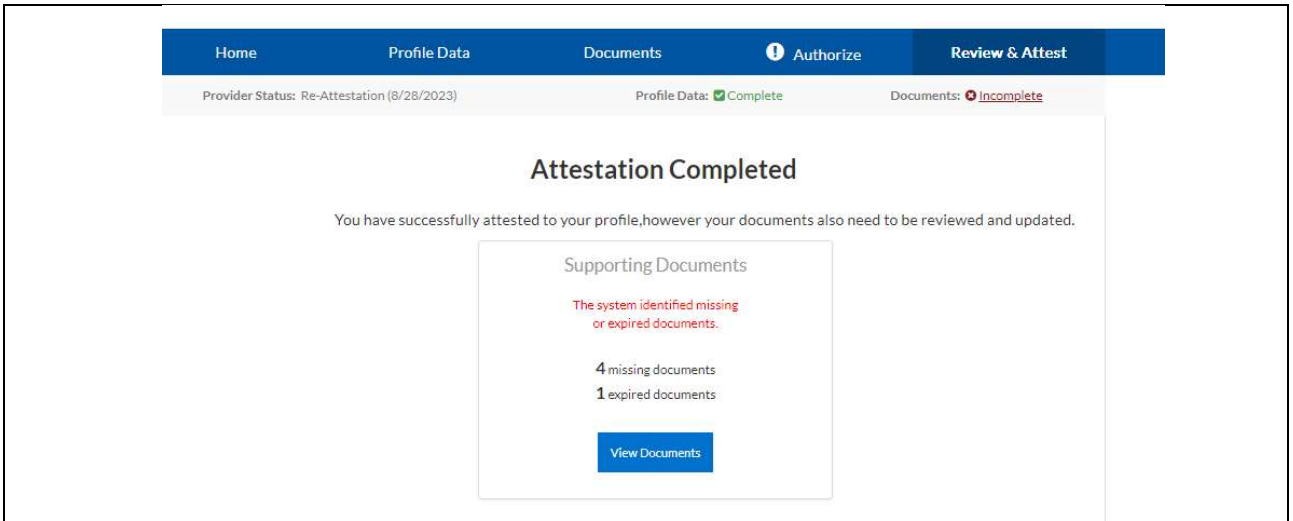 Home Profile Data Documents Authorize Review & Attest
Provider Status: Re-Attestation (8/28/2023) Profile Data: Complete Documents: Incomplete
Attestation Completed
You have successfully attested to your profile,however your documents also need to be reviewed and updated.
Supporting Documents
The system identified missing
or expired documents.
4 missing documents
1 expired documents
View Documents